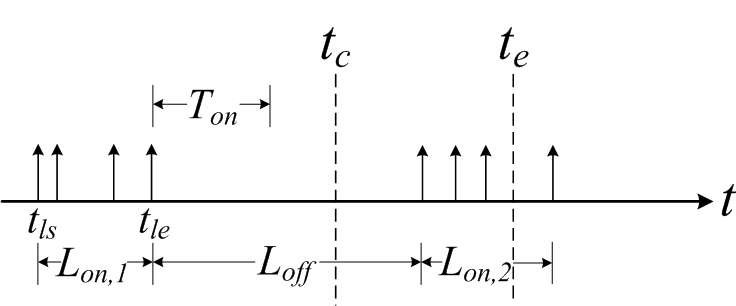 t_c t_e
T_on
t
t_ls t_le
L_on,1 L_off L_on,2